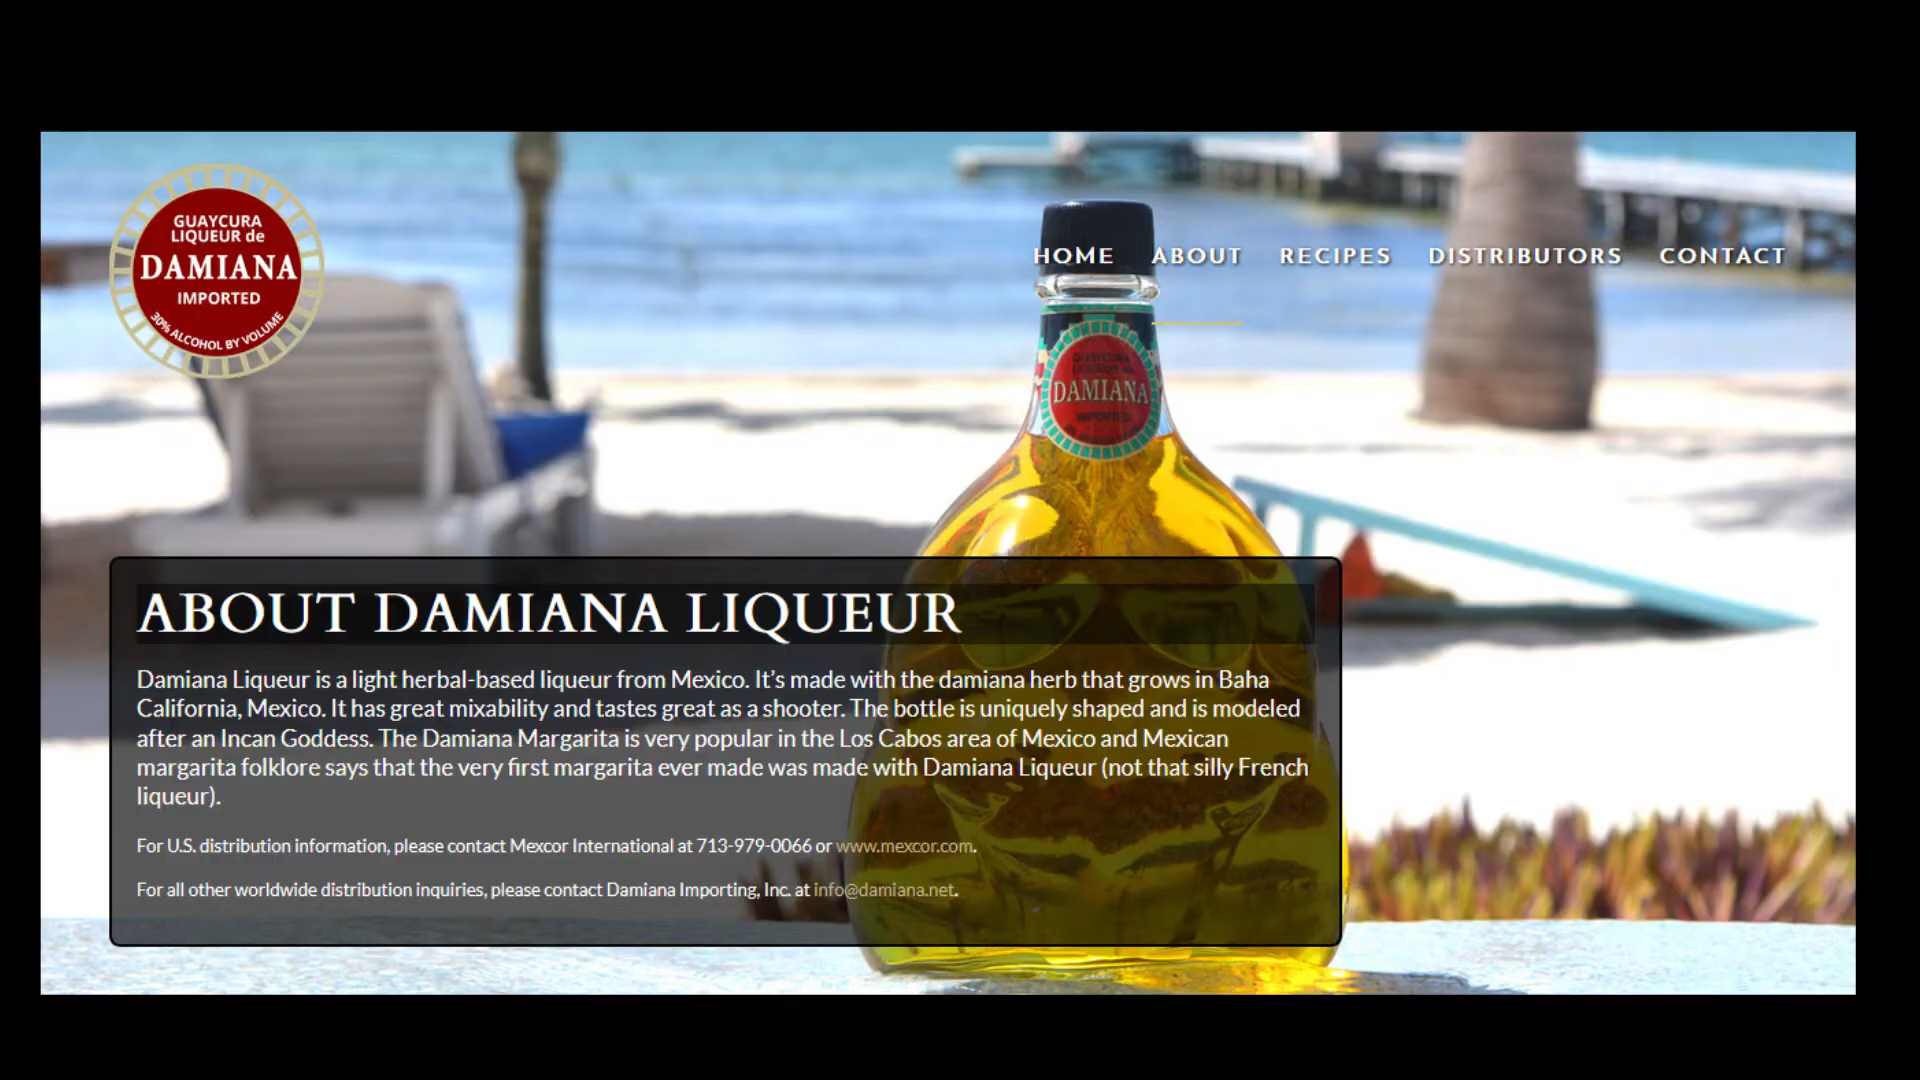 GUAYCURA
LIQUEUR de
DAMIANA
IMPORTED
30% ALCOHOL BY VOLUME
HOME ABOUT RECIPES DISTRIBUTORS CONTACT
GUAYCURA
LIQUEUR de
DAMIANA
IMPORTED
ABOUT DAMIANA LIQUEUR
Damiana Liqueur is a light herbal-based liqueur from Mexico. It’s made with the damiana herb that grows in Baha
California, Mexico. It has great mixability and tastes great as a shooter. The bottle is uniquely shaped and is modeled
after an Incan Goddess. The Damiana Margarita is very popular in the Los Cabos area of Mexico and Mexican
margarita folklore says that the very first margarita ever made was made with Damiana Liqueur (not that silly French
liqueur).
For U.S. distribution information, please contact Mexcor International at 713-979-0066 or www.mexcor.com.
For all other worldwide distribution inquiries, please contact Damiana Importing, Inc. at info@damiana.net.